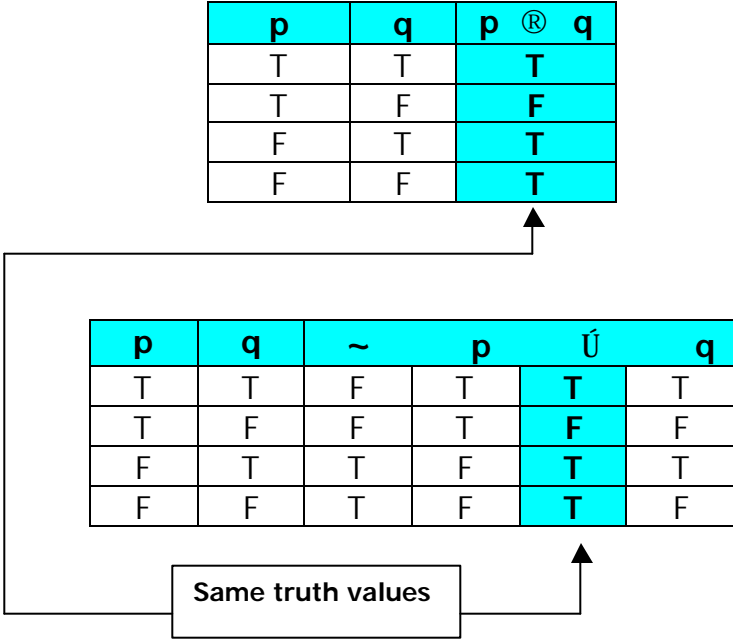 p q p ® q
T T T
T F F
F T T
F F T
p q ~ p Ú q
T T F T T T
T F F T F F
F T T F T T
F F T F T F
Same truth values